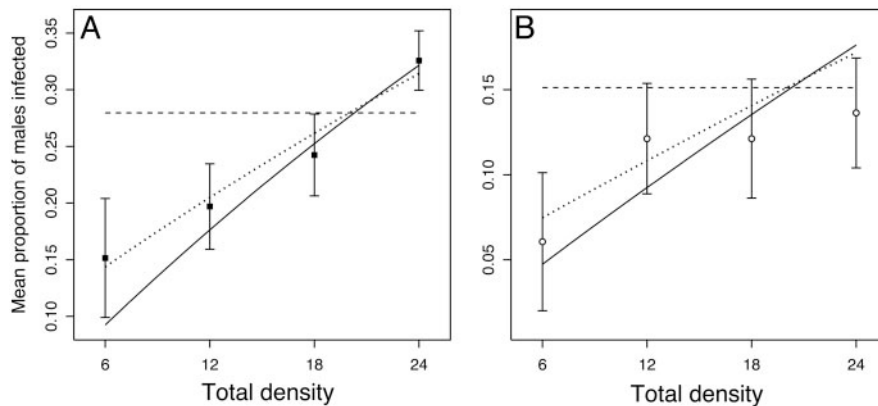 A
B
Mean proportion of males infected
0.35
0.30
0.25
0.20
0.15
0.10
6 12 18 24
Total density
0.15
0.10
0.05
6 12 18 24
Total density